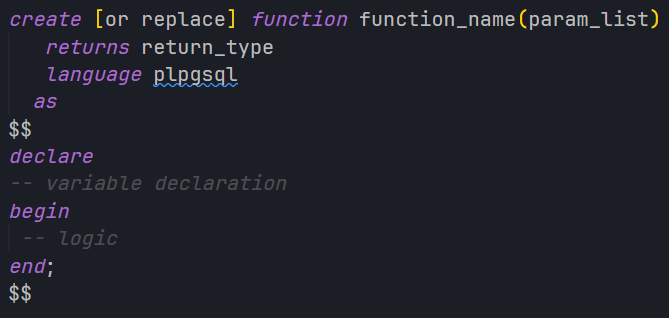 create [or replace] function function_name(param_list)
   returns return_type
   language plpgsql
  as
$$
declare
-- variable declaration
begin
 -- logic
end;
$$